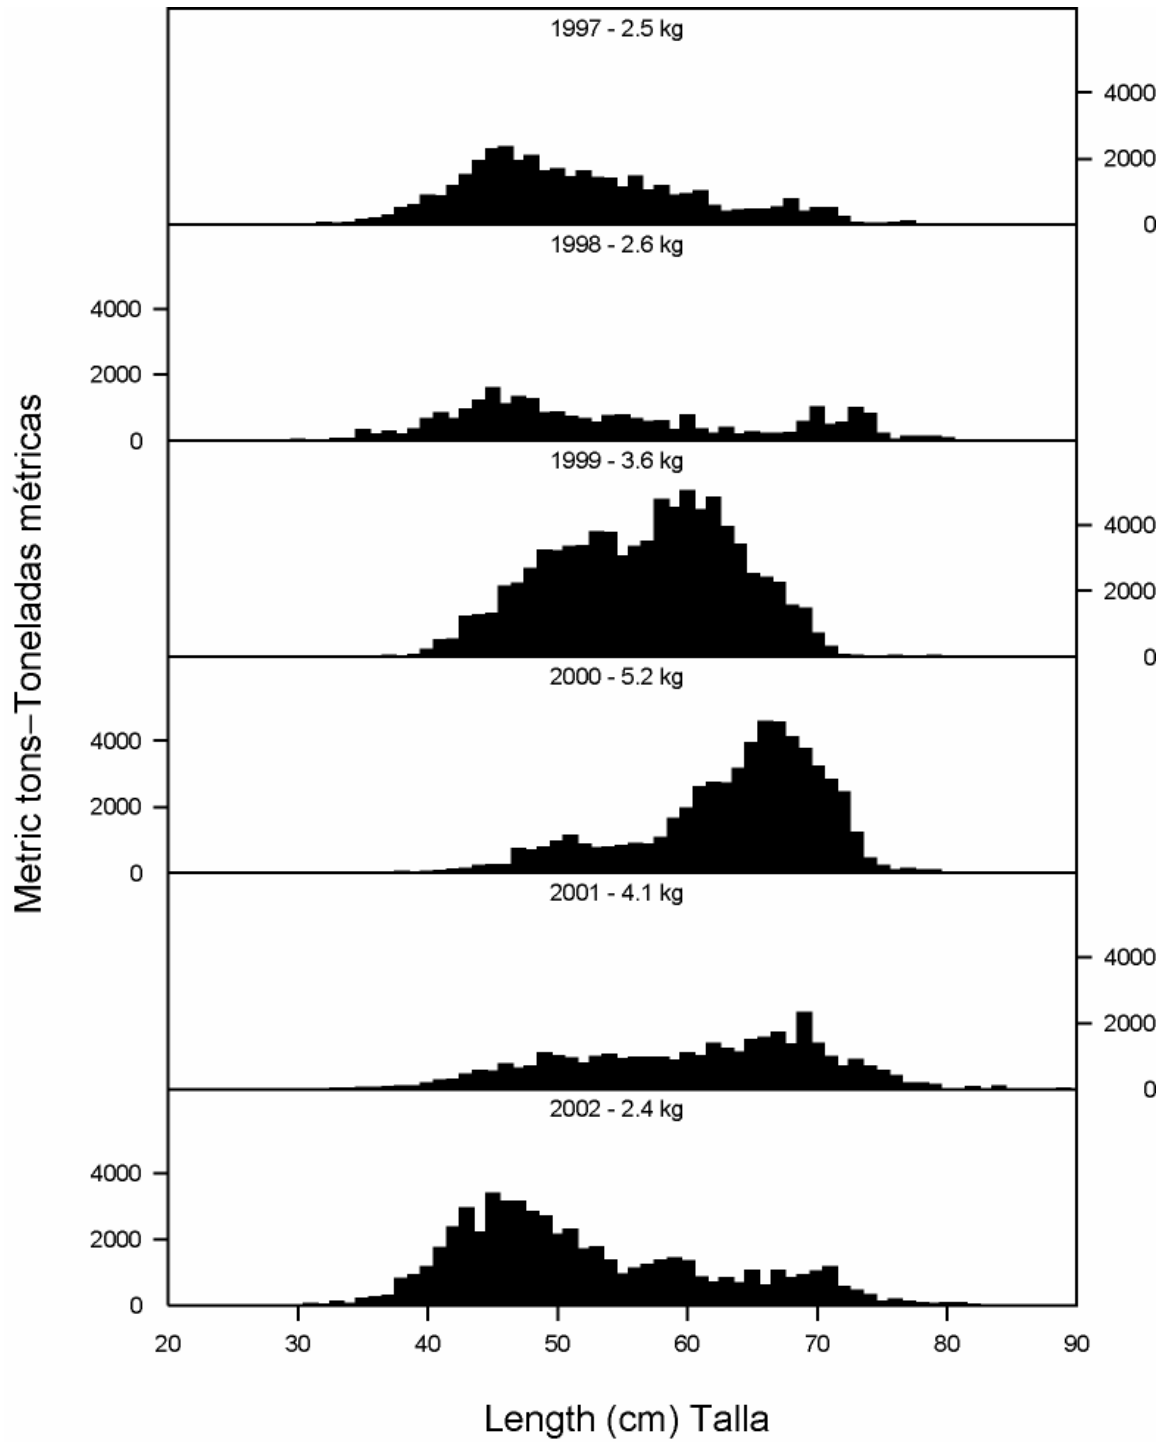 1997 - 2.5 kg
4000
2000
0
1998 - 2.6 kg
4000
2000
0
1999 - 3.6 kg
4000
2000
0
2000 - 5.2 kg
4000
2000
0
2001 - 4.1 kg
4000
2000
0
2002 - 2.4 kg
4000
2000
0
Metric tons–Toneladas métricas
20 30 40 50 60 70 80 90
Length (cm) Talla